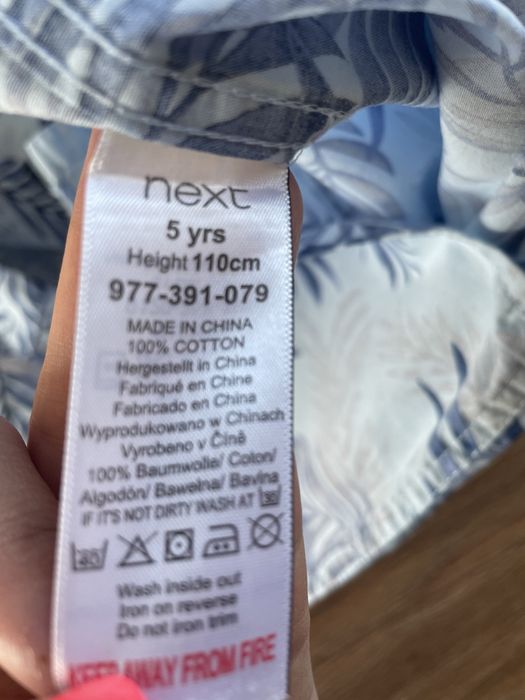 next
5 yrs
Height 110cm
977-391-079
MADE IN CHINA
100% COTTON
Hergestellt in China
Fabriqué en Chine
Fabricado en China
Wyprodukowano w Chinach
Vyrobeno v Číně
100% Baumwolle/ Coton/
Algodón/ Bawełna/ Bavlna
IF IT'S NOT DIRTY WASH AT 30
40
Wash inside out
Iron on reverse
Do not iron trim
KEEP AWAY FROM FIRE